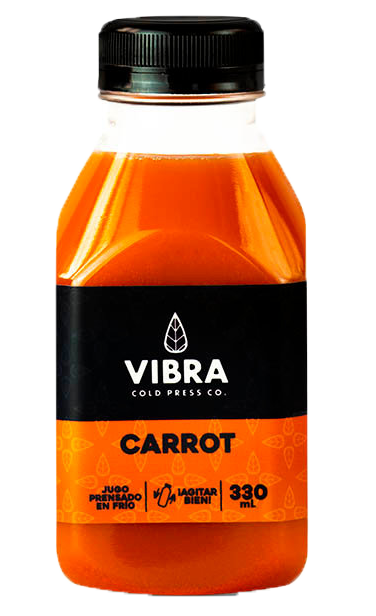 VIBRA
COLD PRESS CO.
CARROT
JUGO
PRENSADO
EN FRÍO
¡AGITAR
BIEN!
330
mL